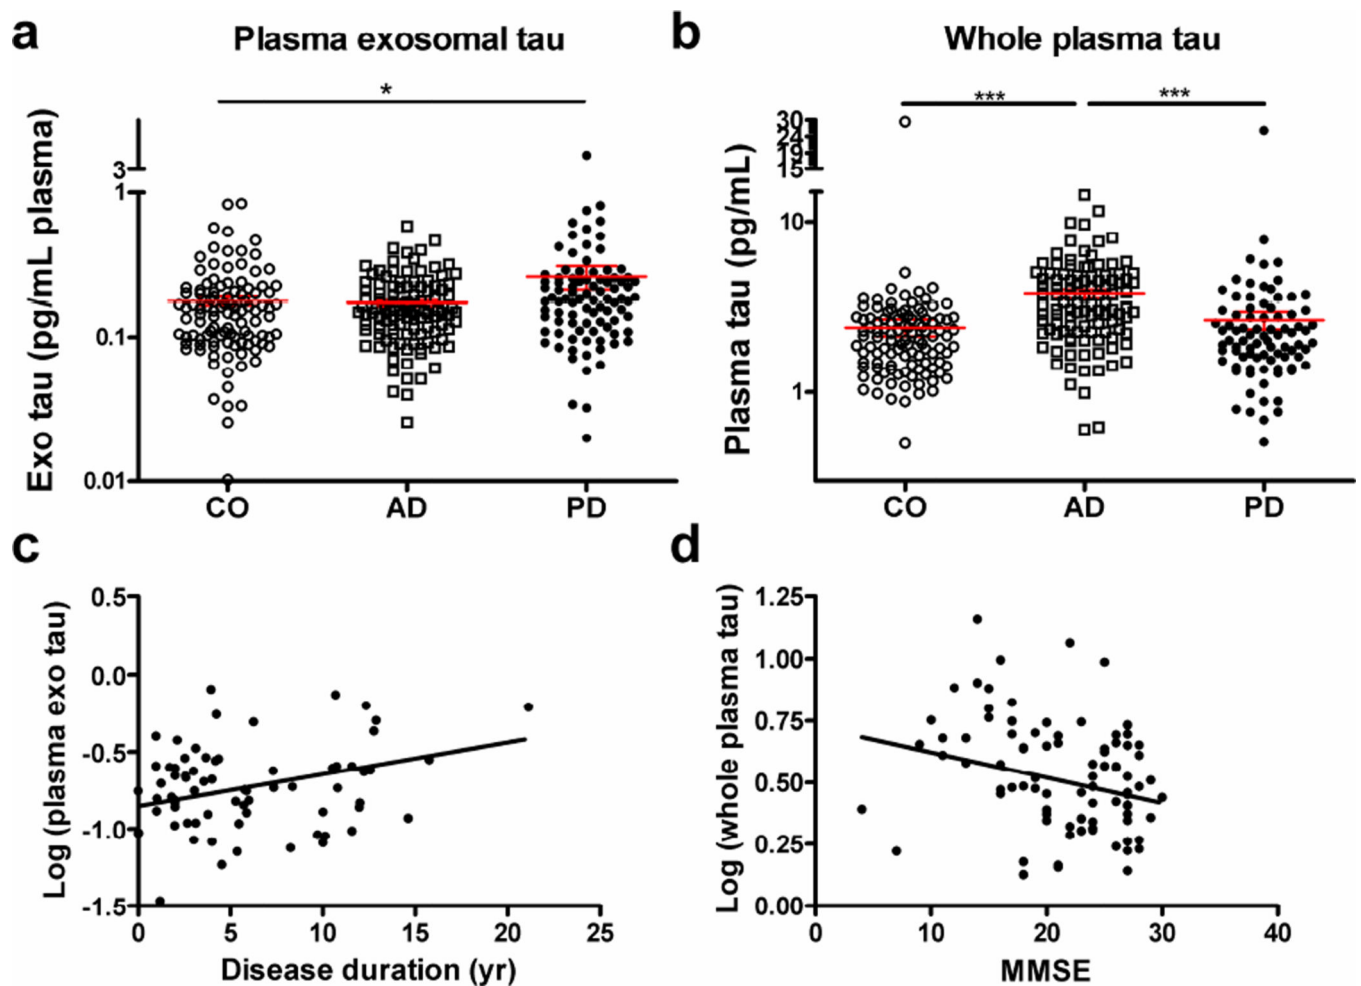 a
Plasma exosomal tau
*
Exo tau (pg/mL plasma)
3
1
0.1
0.01
CO AD PD
b
Whole plasma tau
*** ***
Plasma tau (pg/mL)
30
24
19
15
10
1
CO AD PD
c
Log (plasma exo tau)
0.5
0.0
-0.5
-1.0
-1.5
0 5 10 15 20 25
Disease duration (yr)
d
Log (whole plasma tau)
1.25
1.00
0.75
0.50
0.25
0.00
0 10 20 30 40
MMSE